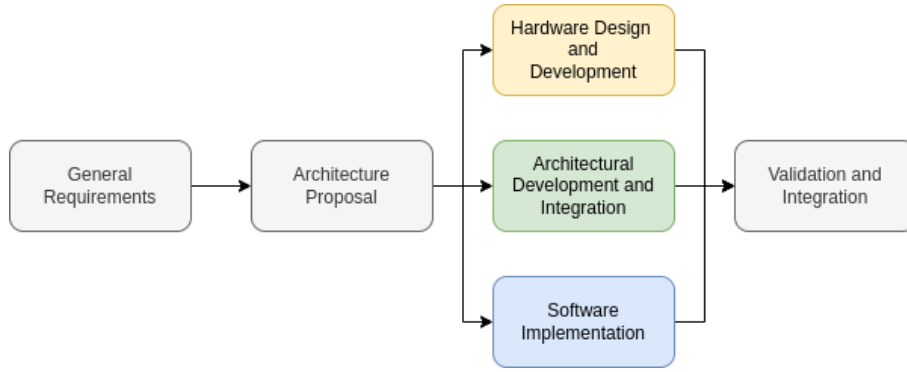 General
Requirements
Architecture
Proposal
Hardware Design
and
Development
Architectural
Development and
Integration
Software
Implementation
Validation and
Integration